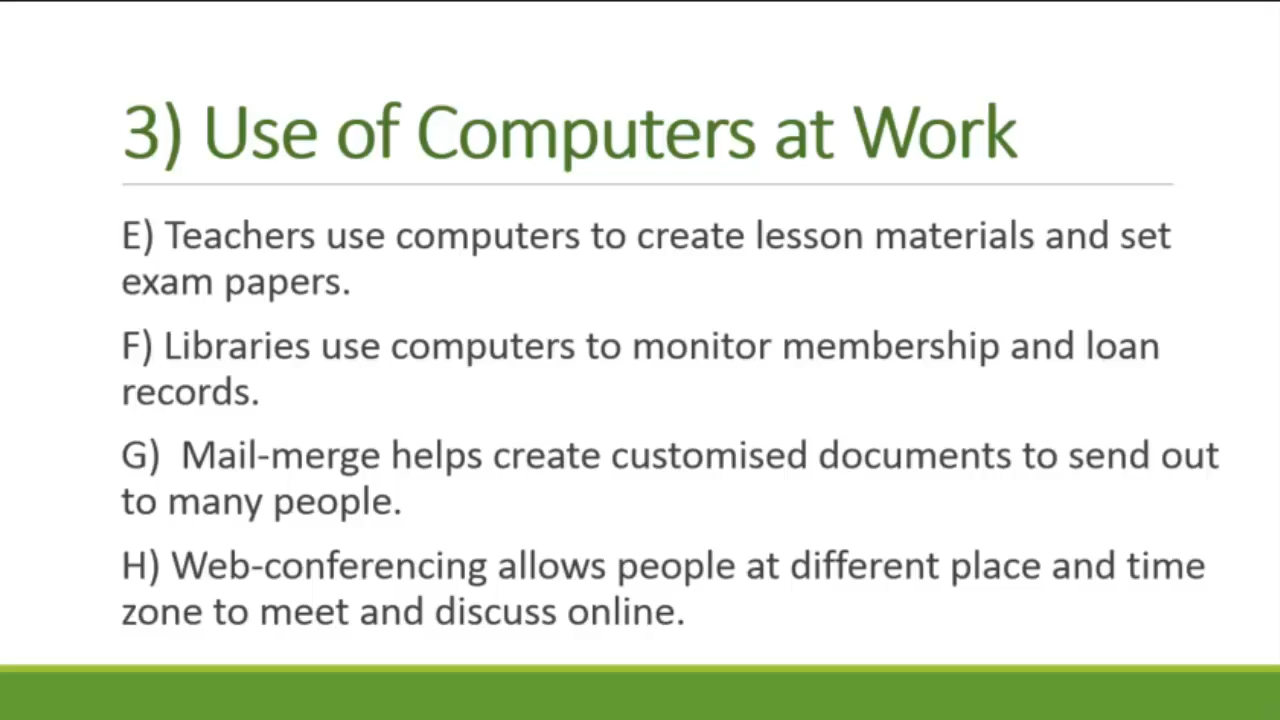 3) Use of Computers at Work
E) Teachers use computers to create lesson materials and set
exam papers.
F) Libraries use computers to monitor membership and loan
records.
G)  Mail-merge helps create customised documents to send out
to many people.
H) Web-conferencing allows people at different place and time
zone to meet and discuss online.